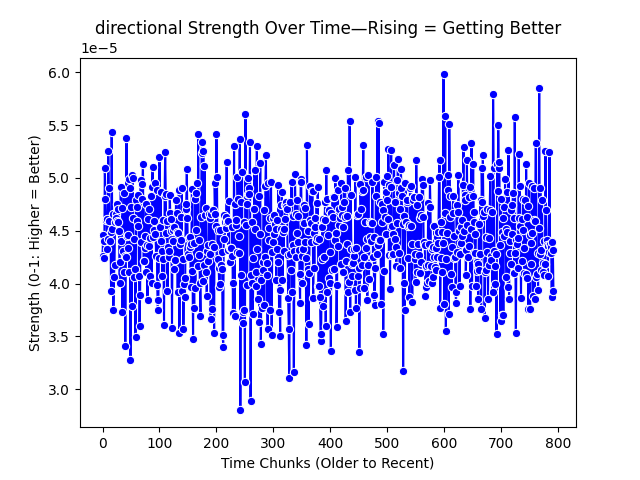 directional Strength Over Time—Rising = Getting Better
1e−5
6.0
5.5
5.0
4.5
4.0
3.5
3.0
Strength (0-1: Higher = Better)
0 100 200 300 400 500 600 700 800
Time Chunks (Older to Recent)